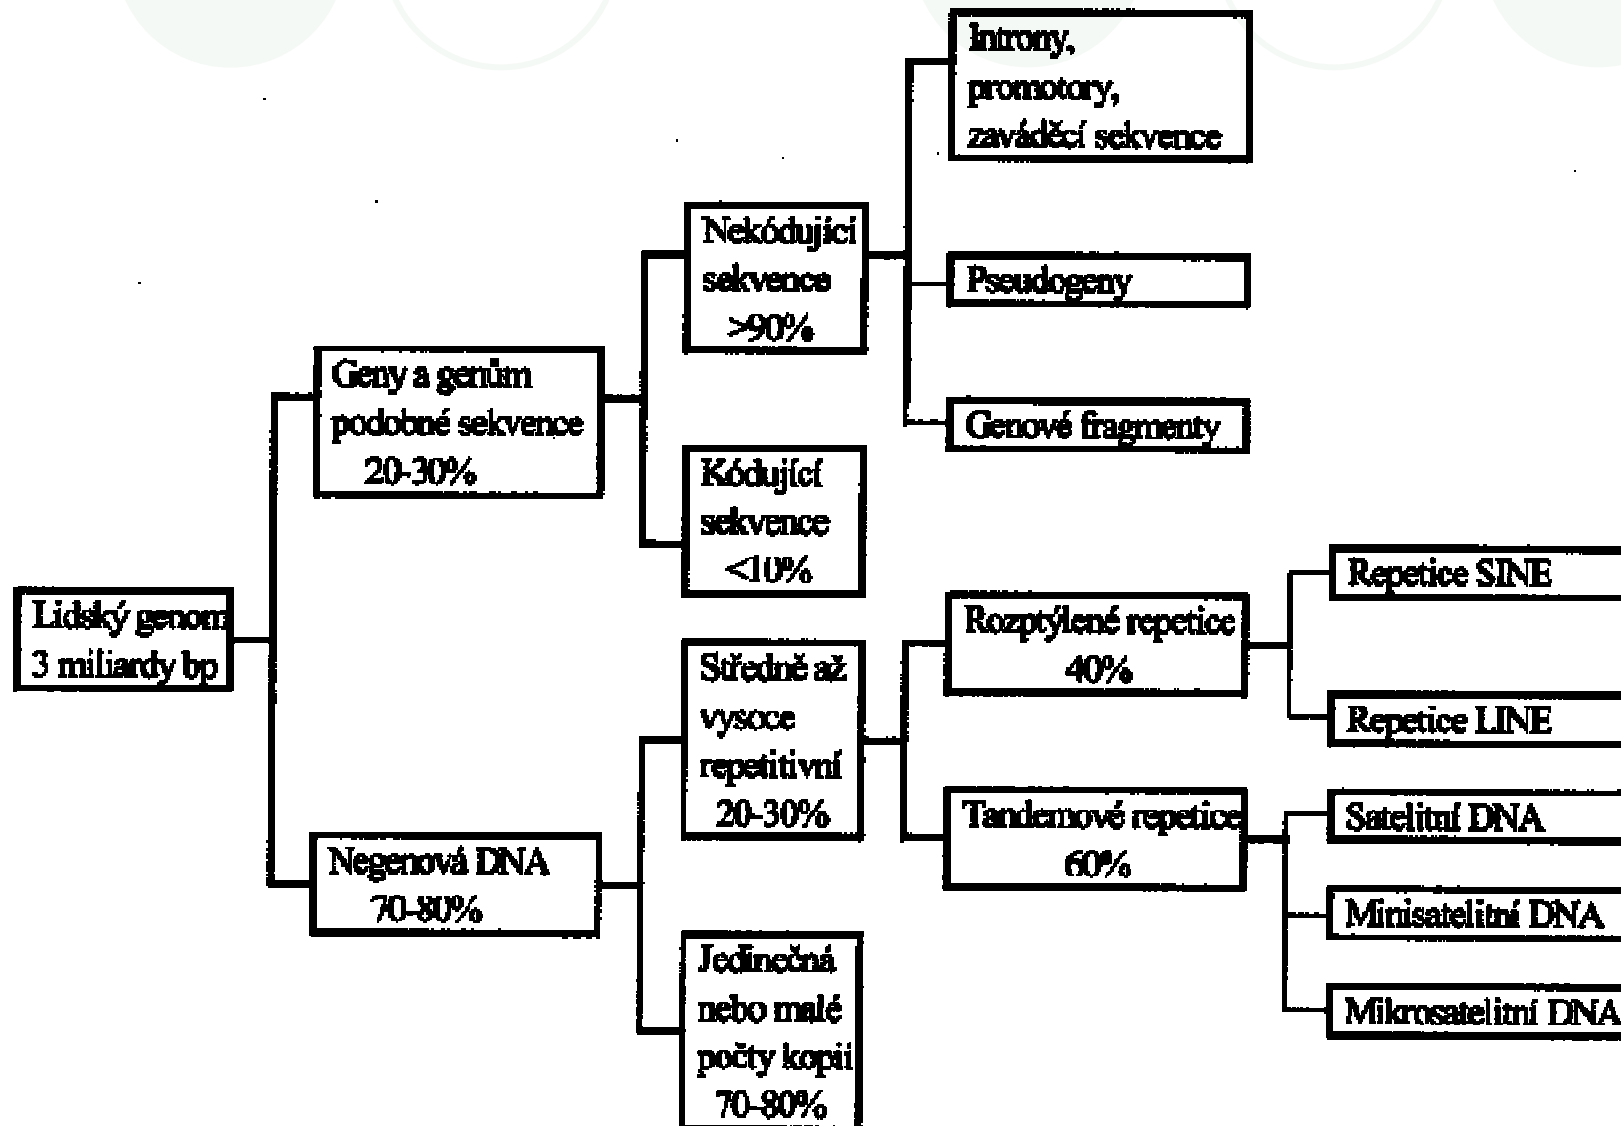 Lidský genom
3 miliardy bp
Geny a genům
podobné sekvence
20-30%
Negenová DNA
70-80%
Nekódující
sekvence
>90%
Kódující
sekvence
<10%
Středně až
vysoce
repetitivní
20-30%
Jedinečná
nebo malé
počty kopii
70-80%
Introny,
promotory,
zaváděcí sekvence
Pseudogeny
Genové fragmenty
Rozptýlené repetice
40%
Tandemové repetice
60%
Repetice SINE
Repetice LINE
Satelitní DNA
Minisatelitní DNA
Mikrosatelitní DNA